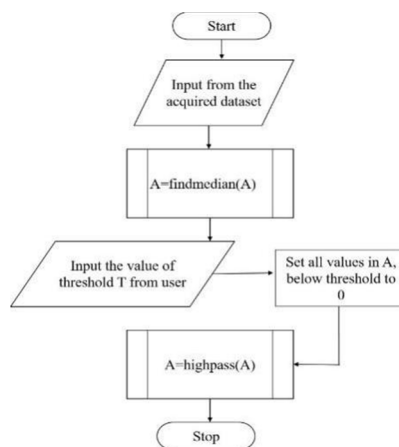 Start
Input from the
acquired dataset
A=findmedian(A)
Input the value of
threshold T from user
Set all values in A,
below threshold to
0
A=highpass(A)
Stop